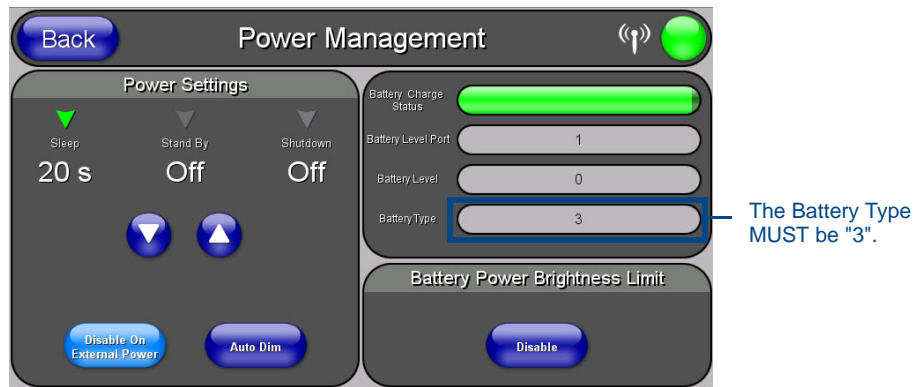 Back
Power Management
Power Settings
Sleep
Stand By
Shutdown
20 s
Off
Off
Disable On
External Power
Auto Dim
Battery Charge
Status
Battery Level Port
1
Battery Level
0
BatteryType
3
Battery Power Brightness Limit
Disable
The Battery Type
MUST be "3".